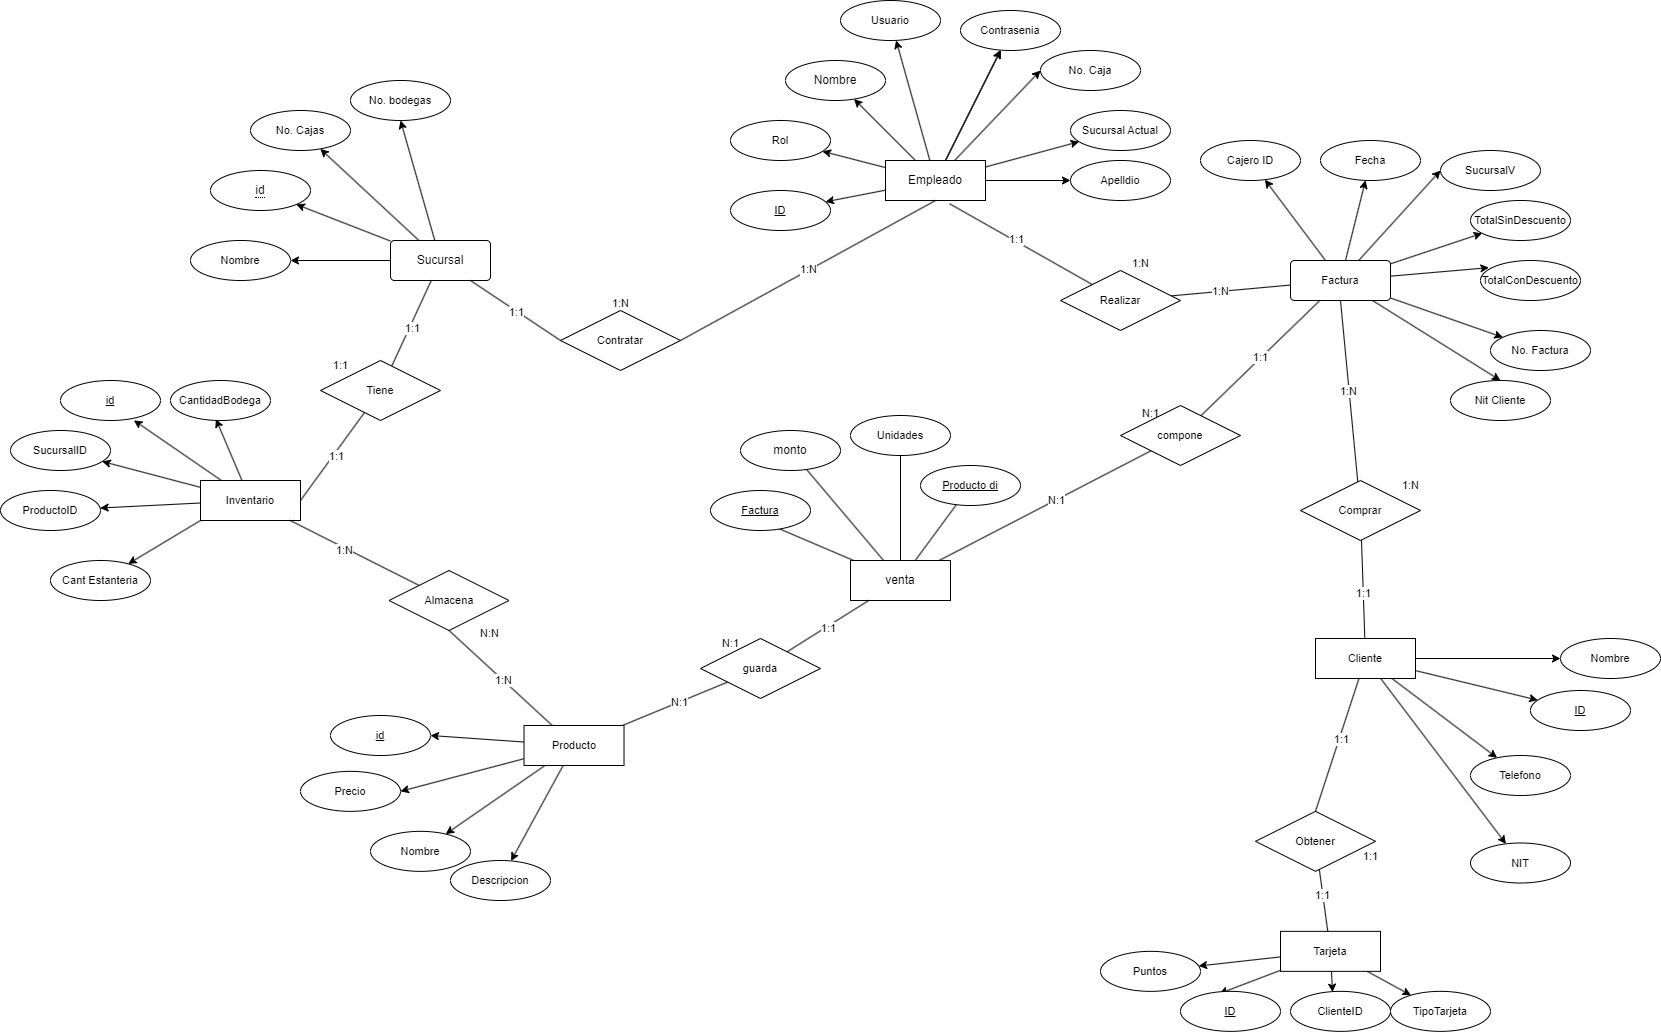 Usuario
Contrasenia
No. Caja
Nombre
No. bodegas
No. Cajas
Rol
Sucursal Actual
Cajero ID
Fecha
SucursalV
id
Empleado
Apelldio
ID
TotalSinDescuento
1:1
Nombre
Sucursal
1:N
1:N
Factura
TotalConDescuento
1:N
Realizar
1:N
1:1
1:1
Contratar
No. Factura
1:1
1:1
Tiene
1:N
id
CantidadBodega
Nit Cliente
N:1
compone
Unidades
SucursalID
monto
1:1
Producto di
1:N
Inventario
N:1
ProductoID
Factura
Comprar
1:N
Cant Estanteria
venta
1:1
Almacena
1:1
N:N
N:1
guarda
Cliente
Nombre
1:N
N:1
ID
id
Producto
1:1
Telefono
Precio
Obtener
1:1
Nombre
NIT
Descripcion
1:1
Tarjeta
Puntos
ID
ClienteID
TipoTarjeta